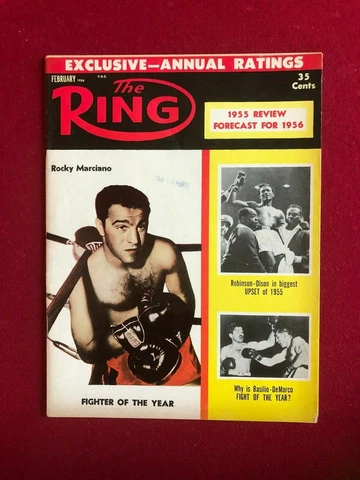 EXCLUSIVE—ANNUAL RATINGS
FEBRUARY 1956
The
RING
35
Cents
1955 REVIEW
FORECAST FOR 1956
Rocky Marciano
Robinson-Olson in biggest
UPSET of 1955
Why is Basilio-DeMarco
FIGHT OF THE YEAR?
FIGHTER OF THE YEAR